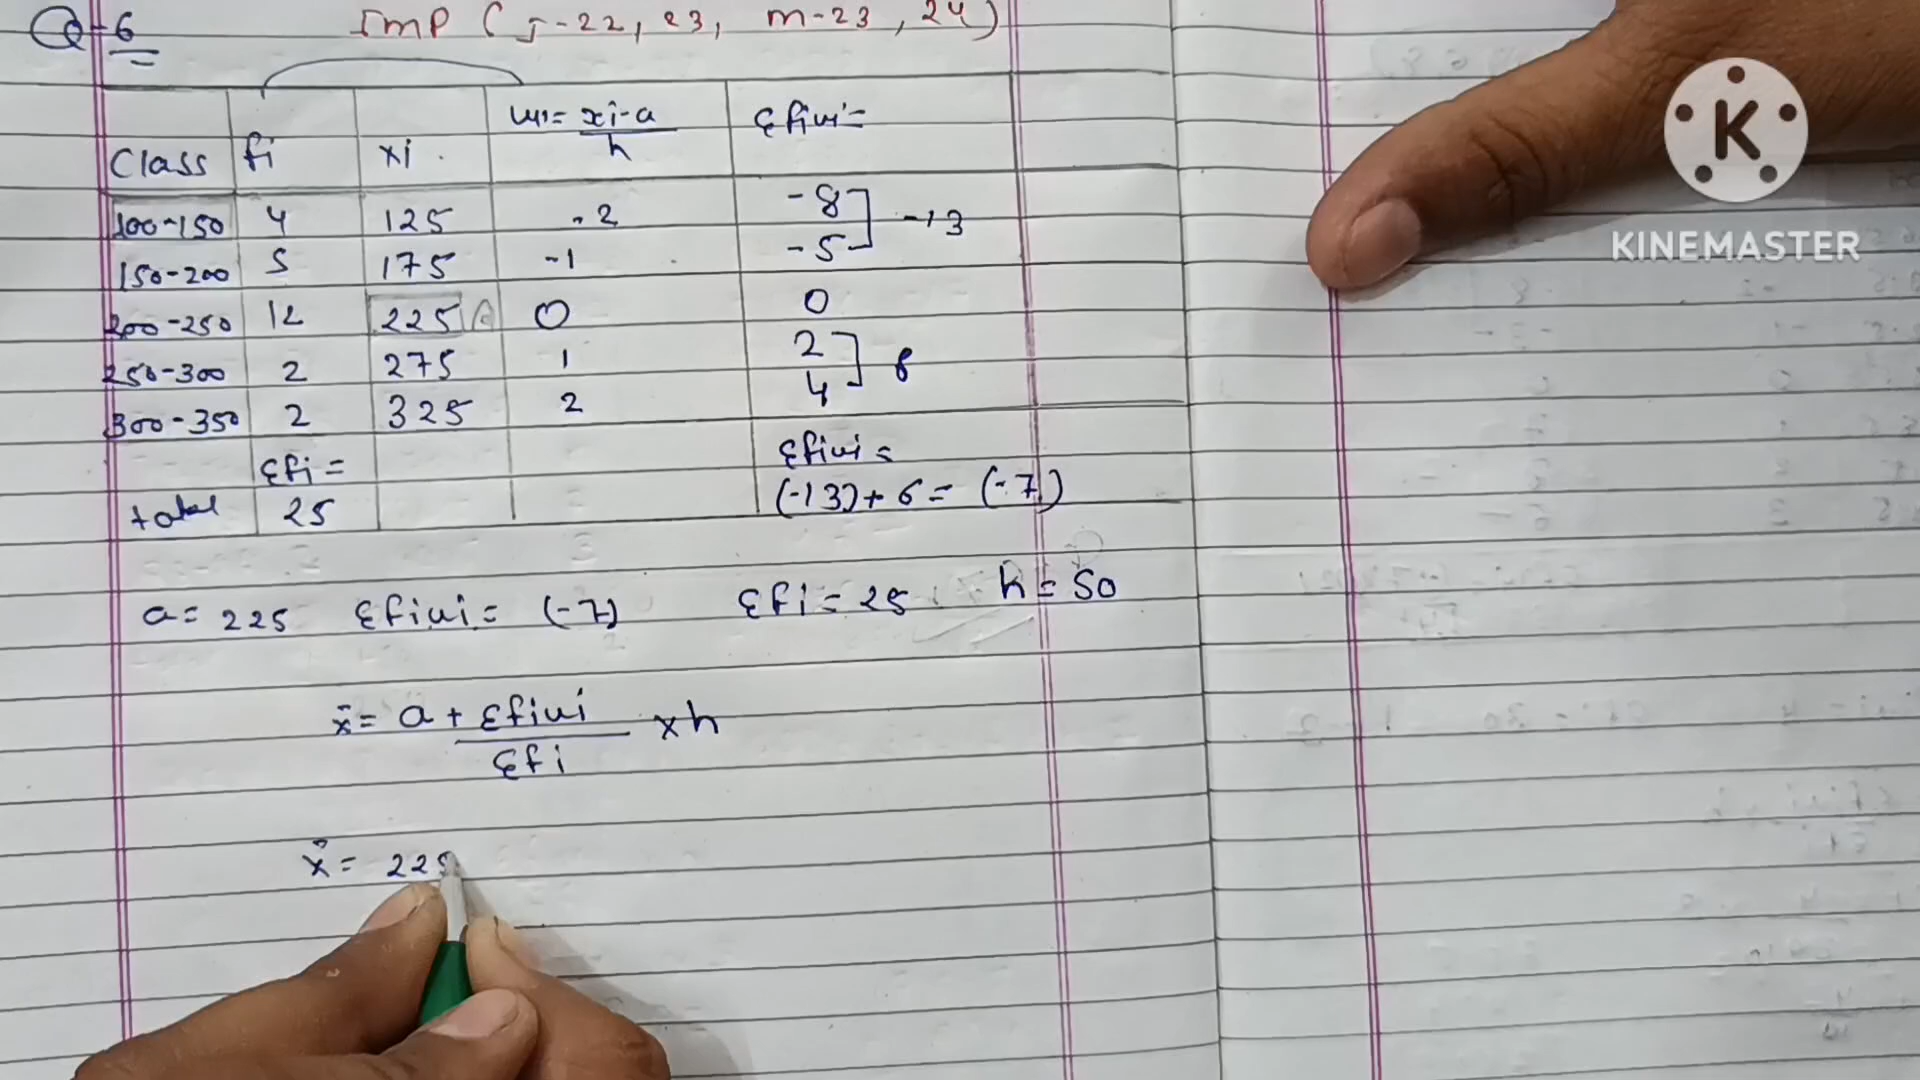 Q-6 Imp ( J-22, 23, m-23, 24)
Class fi xi ui = xi-a / h Σfiui =
100-150 4 125 -2 -8
-13
150-200 5 175 -1 -5
200-250 12 225 0 0
250-300 2 275 1 2
6
300-350 2 325 2 4
Σfi = Σfiui =
total 25 (-13)+ 6 = (-7)
a = 225 Σfiui = (-7) Σfi = 25 h = 50
x̄ = a + Σfiui / Σfi × h
x̄ = 225
KINEMASTER